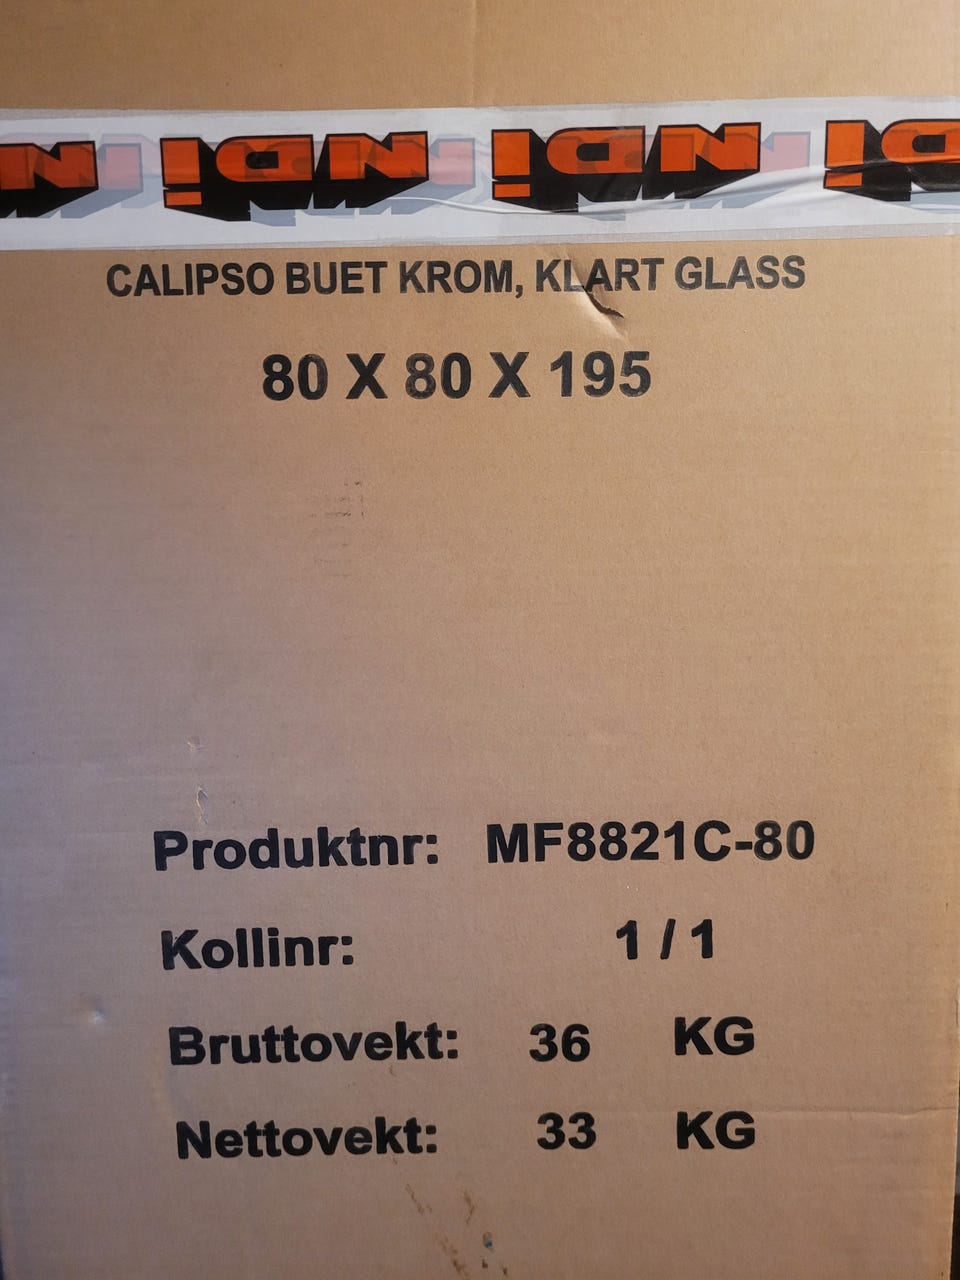 CALIPSO BUET KROM, KLART GLASS
80 X 80 X 195
Produktnr: MF8821C-80
Kollinr: 1 / 1
Bruttovekt: 36 KG
Nettovekt: 33 KG